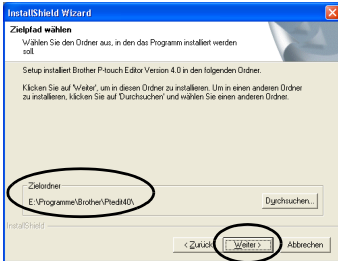 InstallShield Wizard
Zielpfad wählen
Wählen Sie den Ordner aus, in den das Programm installiert werden
soll.
Setup installiert Brother P-touch Editor Version 4.0 in den folgenden Ordner.
Klicken Sie auf 'Weiter', um in diesen Ordner zu installieren. Um in einen anderen Ordner
zu installieren, klicken Sie auf 'Durchsuchen' und wählen Sie einen anderen Ordner.
Zielordner
E:\Programme\Brother\Ptedit40\
Durchsuchen...
InstallShield
< Zurück Weiter > Abbrechen